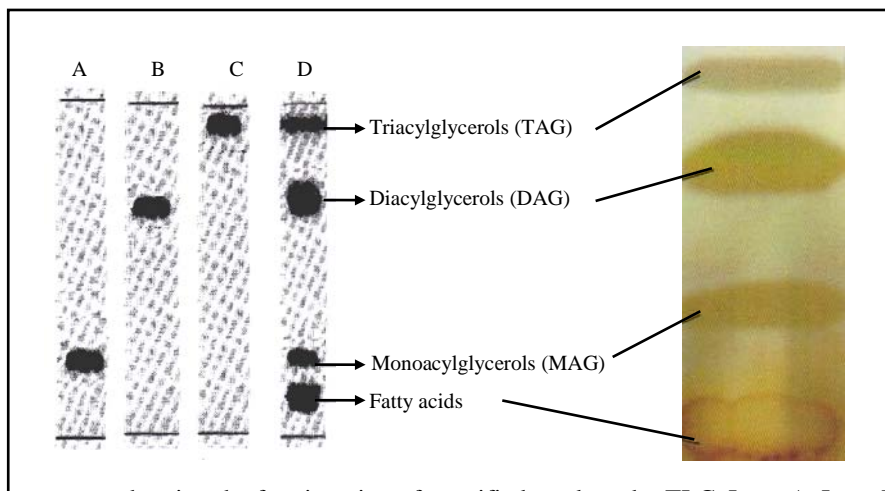 A B C D
Triacylglycerols (TAG)
Diacylglycerols (DAG)
Monoacylglycerols (MAG)
Fatty acids